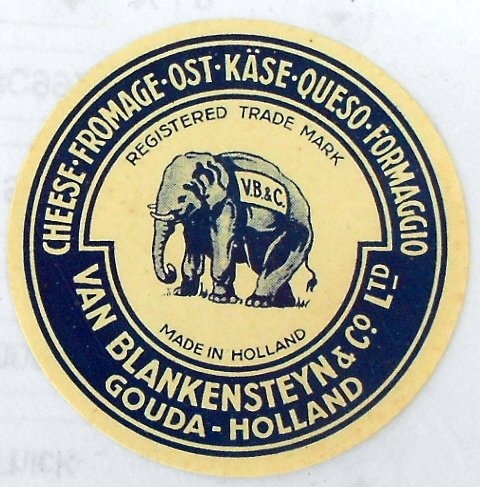 CHEESE·FROMAGE·OST·KÄSE·QUESO·FORMAGGIO
REGISTERED TRADE MARK
V.B.&C.
MADE IN HOLLAND
VAN BLANKENSTEYN & Co LTD
GOUDA - HOLLAND